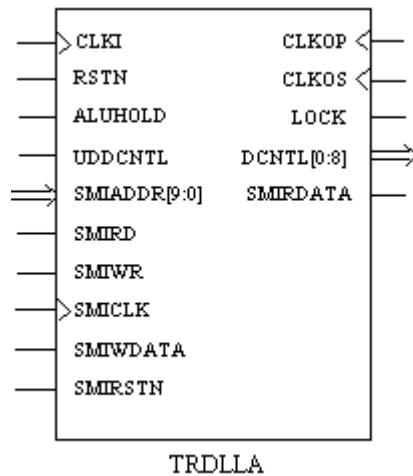 CLKI CLKOP
RSTN CLKOS
ALUHOLD LOCK
UDDCNTL DCNTL[0:8]
SMIADDR[9:0] SMIRDATA
SMIRD
SMIWR
SMICLK
SMIWDATA
SMIRSTN
TRDLLA